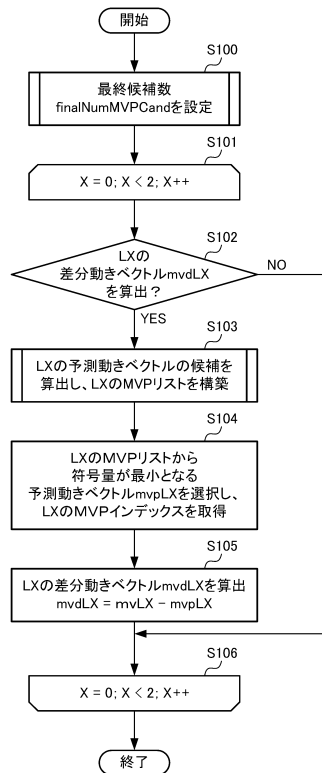 開始
S100
最終候補数
finalNumMVPCandを設定
S101
X = 0; X < 2; X++
S102
LXの
差分動きベクトルmvdLX
を算出?
NO
YES
S103
LXの予測動きベクトルの候補を
算出し、LXのMVPリストを構築
S104
LXのMVPリストから
符号量が最小となる
予測動きベクトルmvpLXを選択し、
LXのMVPインデックスを取得
S105
LXの差分動きベクトルmvdLXを算出
mvdLX = mvLX − mvpLX
S106
X = 0; X < 2; X++
終了